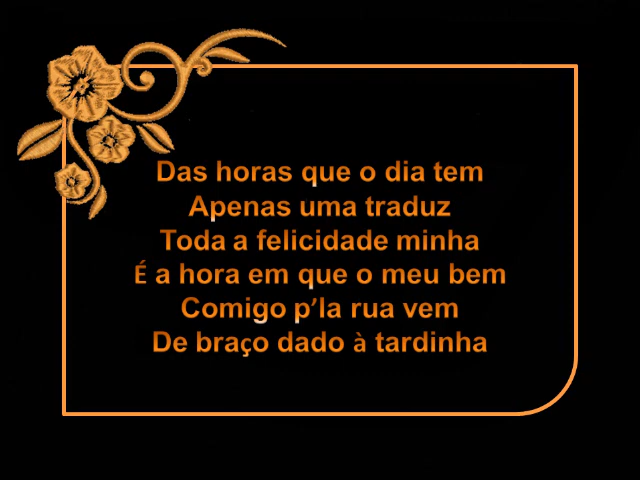 Das horas que o dia tem
Apenas uma traduz
Toda a felicidade minha
É a hora em que o meu bem
Comigo p’la rua vem
De braço dado à tardinha